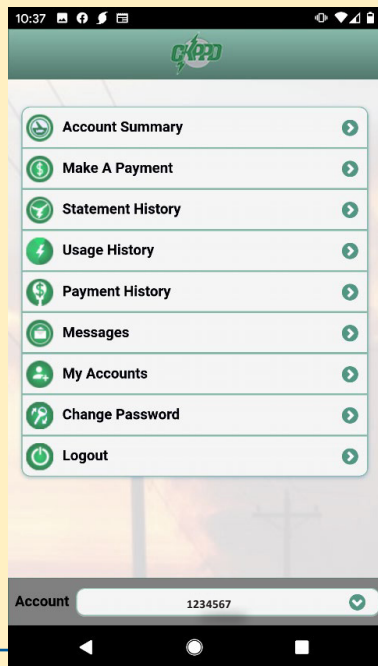 10:37
CKPPD
Account Summary
Make A Payment
Statement History
Usage History
Payment History
Messages
My Accounts
Change Password
Logout
Account 1234567